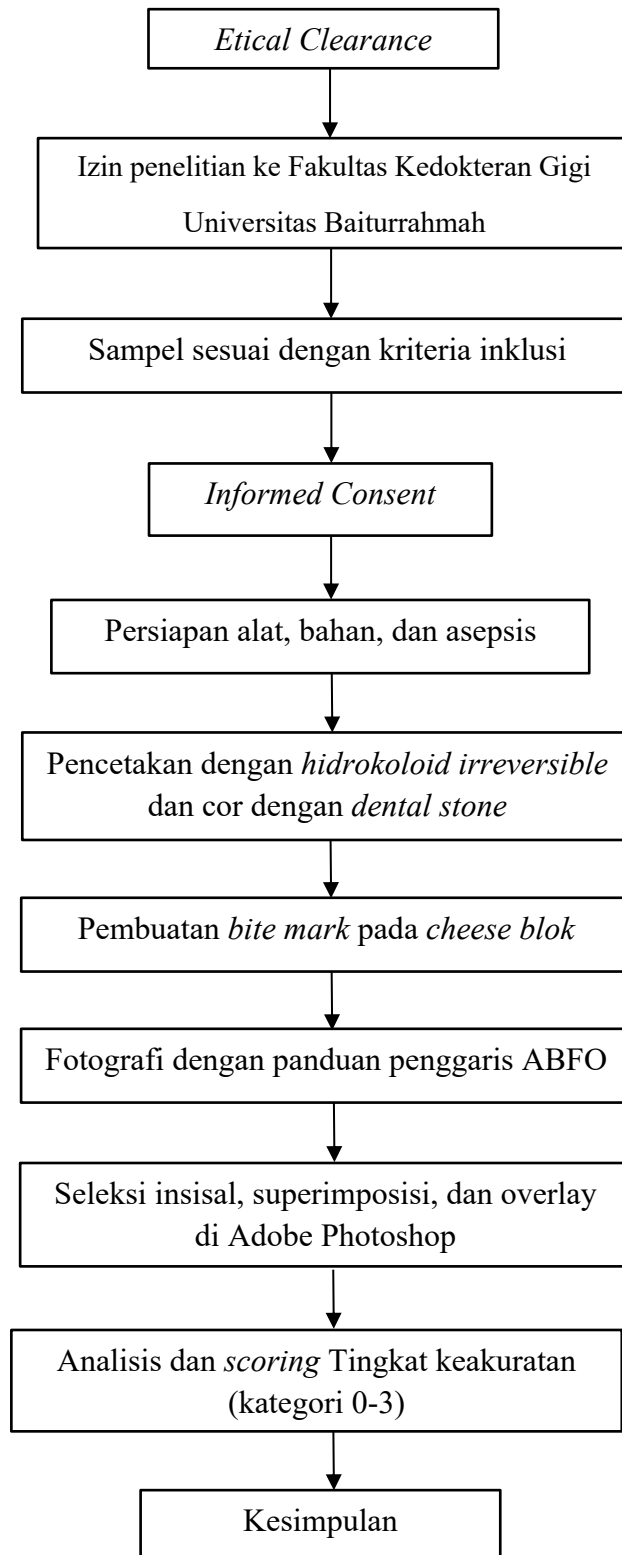 Etical Clearance
Izin penelitian ke Fakultas Kedokteran Gigi
Universitas Baiturrahmah
Sampel sesuai dengan kriteria inklusi
Informed Consent
Persiapan alat, bahan, dan asepsis
Pencetakan dengan hidrokoloid irreversible
dan cor dengan dental stone
Pembuatan bite mark pada cheese blok
Fotografi dengan panduan penggaris ABFO
Seleksi insisal, superimposisi, dan overlay
di Adobe Photoshop
Analisis dan scoring Tingkat keakuratan
(kategori 0-3)
Kesimpulan